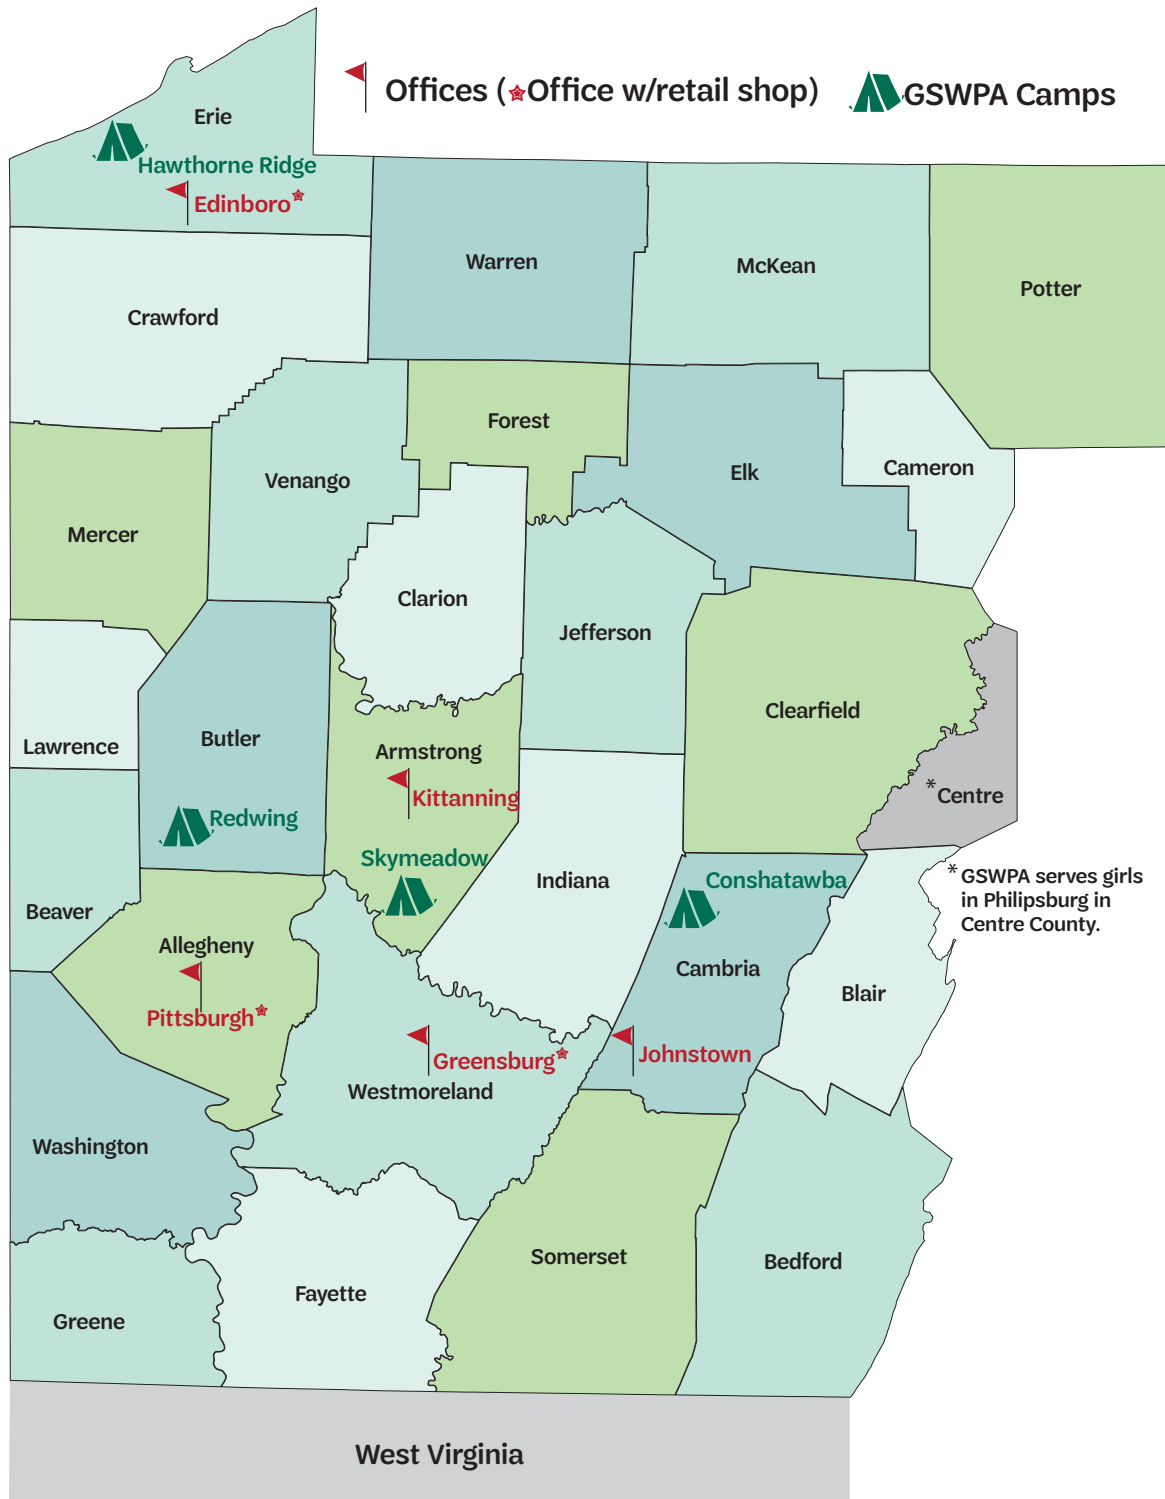 Offices (Office w/retail shop)
GSWPA Camps
Erie
Hawthorne Ridge
Edinboro
Warren
McKean
Potter
Crawford
Forest
Venango
Elk
Cameron
Mercer
Clarion
Jefferson
Clearfield
Lawrence
Butler
Armstrong
Kittanning
*Centre
Redwing
Skymeadow
Indiana
Conshatawba
* GSWPA serves girls
in Philipsburg in
Centre County.
Beaver
Allegheny
Cambria
Blair
Pittsburgh
Greensburg
Johnstown
Westmoreland
Washington
Somerset
Bedford
Fayette
Greene
West Virginia